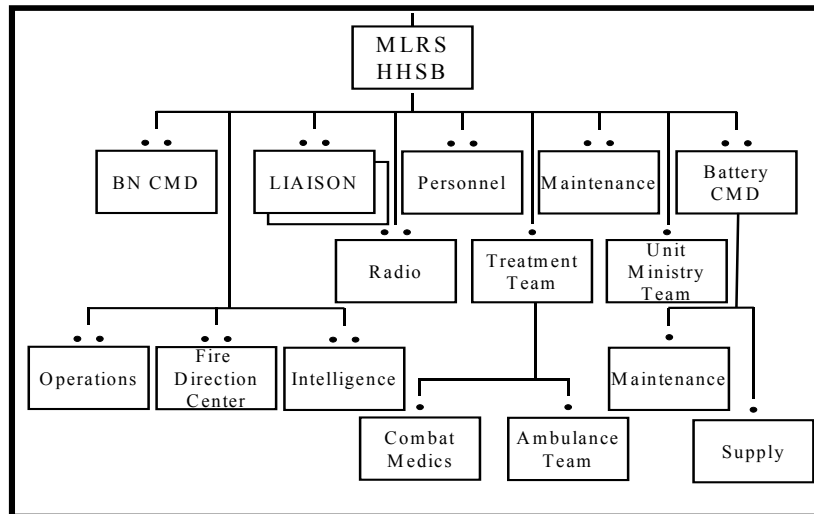 MLRS
HHSB
BN CMD
LIAISON
Personnel
Maintenance
Battery
CMD
Radio
Treatment
Team
Unit
Ministry
Team
Operations
Fire
Direction
Center
Intelligence
Maintenance
Combat
Medics
Ambulance
Team
Supply